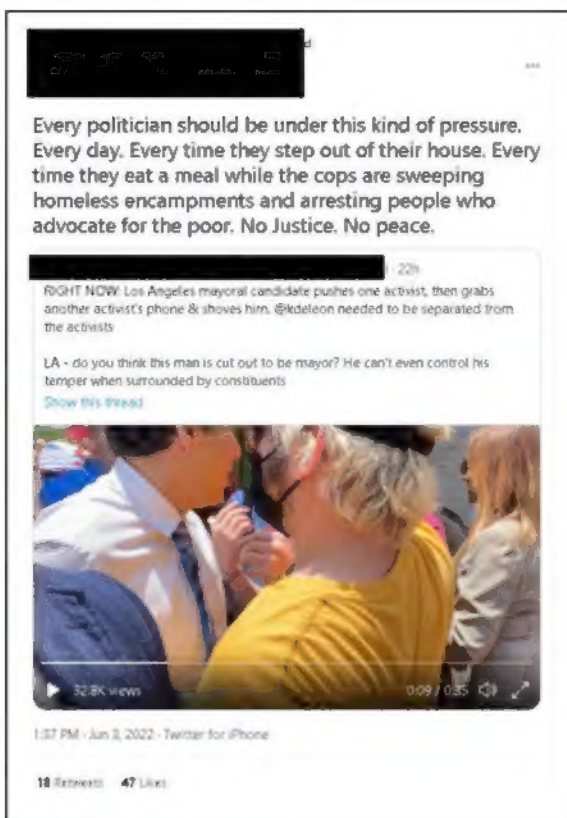 Every politician should be under this kind of pressure.
Every day. Every time they step out of their house. Every
time they eat a meal while the cops are sweeping
homeless encampments and arresting people who
advocate for the poor. No Justice. No peace.
· 22h
RIGHT NOW: Los Angeles mayoral candidate pushes one activist, then grabs
another activist's phone & shoves him. @kdeleon needed to be separated from
the activists
LA - do you think this man is cut out to be mayor? He can't even control his
temper when surrounded by constituents
Show this thread
32.8K views
0:09 / 0:35
1:37 PM · Jun 3, 2022 · Twitter for iPhone
18 Retweets 47 Likes